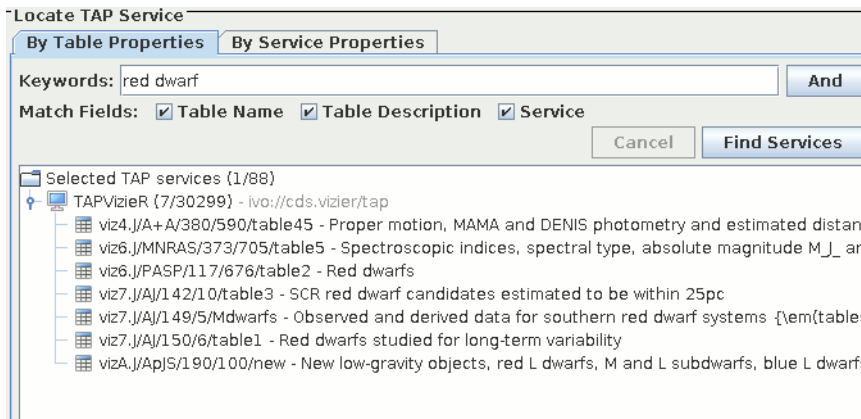 Locate TAP Service
By Table Properties By Service Properties
Keywords: red dwarf And
Match Fields: Table Name Table Description Service
Cancel Find Services
Selected TAP services (1/88)
TAPVizieR (7/30299) - ivo://cds.vizier/tap
viz4.J/A+A/380/590/table45 - Proper motion, MAMA and DENIS photometry and estimated distan
viz6.J/MNRAS/373/705/table5 - Spectroscopic indices, spectral type, absolute magnitude M_J_ ar
viz6.J/PASP/117/676/table2 - Red dwarfs
viz7.J/AJ/142/10/table3 - SCR red dwarf candidates estimated to be within 25pc
viz7.J/AJ/149/5/Mdwarfs - Observed and derived data for southern red dwarf systems {\em(table
viz7.J/AJ/150/6/table1 - Red dwarfs studied for long-term variability
vizA.J/ApJS/190/100/new - New low-gravity objects, red L dwarfs, M and L subdwarfs, blue L dwarf